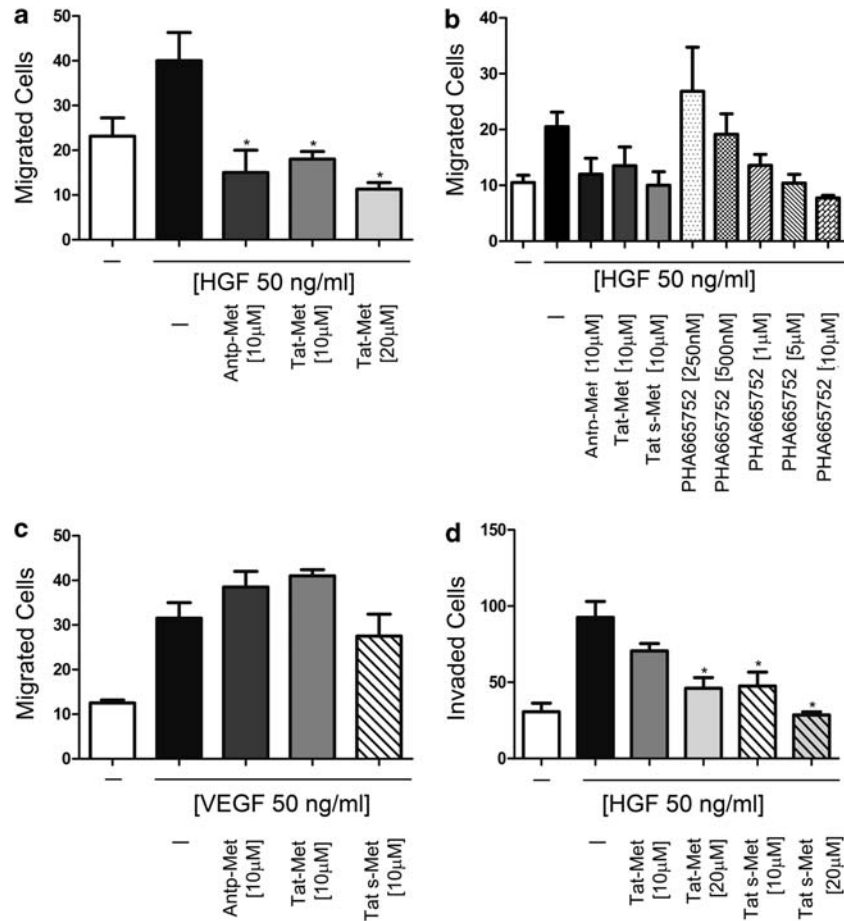 a
50
40
30
20
10
0
Migrated Cells
*
*
*
—
[HGF 50 ng/ml]
—
Antp-Met [10µM]
Tat-Met [10µM]
Tat-Met [20µM]
b
40
30
20
10
0
Migrated Cells
—
[HGF 50 ng/ml]
—
Antp-Met [10µM]
Tat-Met [10µM]
Tat s-Met [10µM]
PHA665752 [250nM]
PHA665752 [500nM]
PHA665752 [1µM]
PHA665752 [5µM]
PHA665752 [10µM]
c
50
40
30
20
10
0
Migrated Cells
—
[VEGF 50 ng/ml]
—
Antp-Met [10µM]
Tat-Met [10µM]
Tat s-Met [10µM]
d
150
100
50
0
Invaded Cells
*
*
*
—
[HGF 50 ng/ml]
—
Tat-Met [10µM]
Tat-Met [20µM]
Tat s-Met [10µM]
Tat s-Met [20µM]